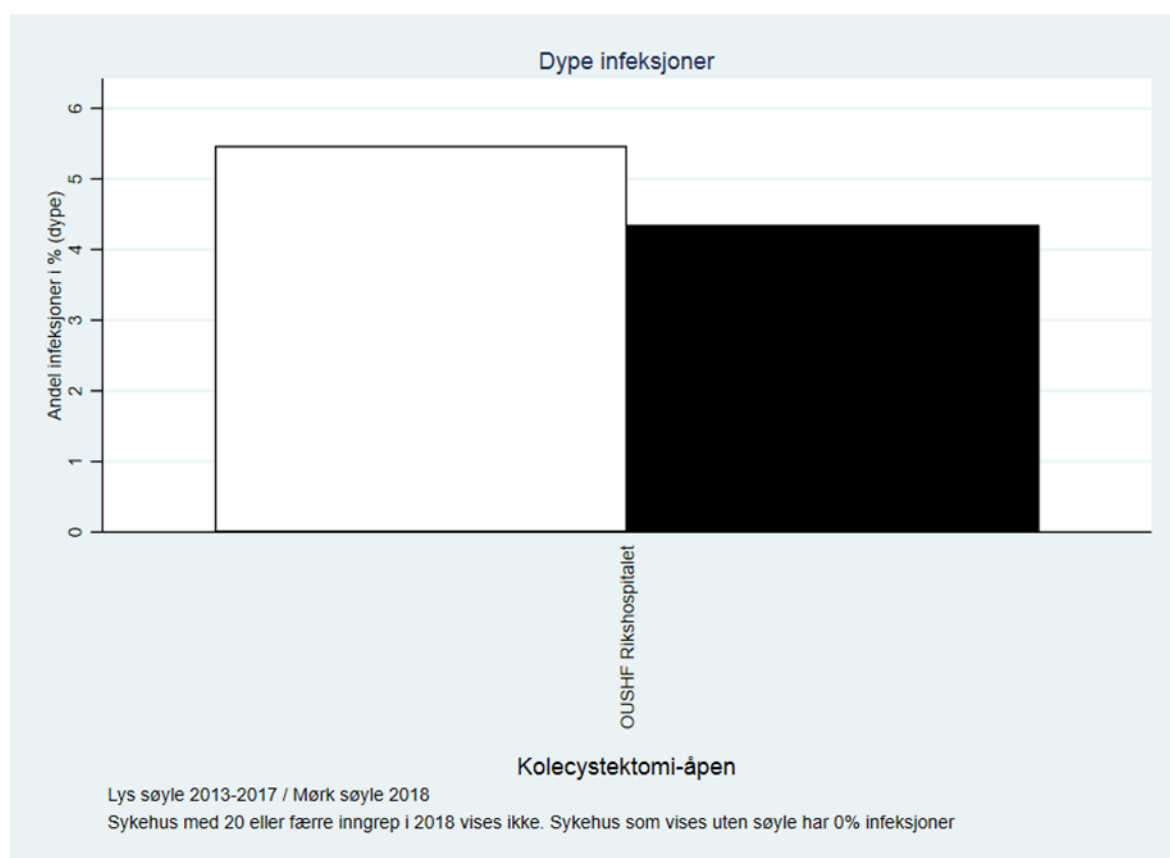 Dype infeksjoner
Andel infeksjoner i % (dype)
6
5
4
3
2
1
0
OUSHF Rikshospitalet
Kolecystektomi-åpen
Lys søyle 2013-2017 / Mørk søyle 2018
Sykehus med 20 eller færre inngrep i 2018 vises ikke. Sykehus som vises uten søyle har 0% infeksjoner